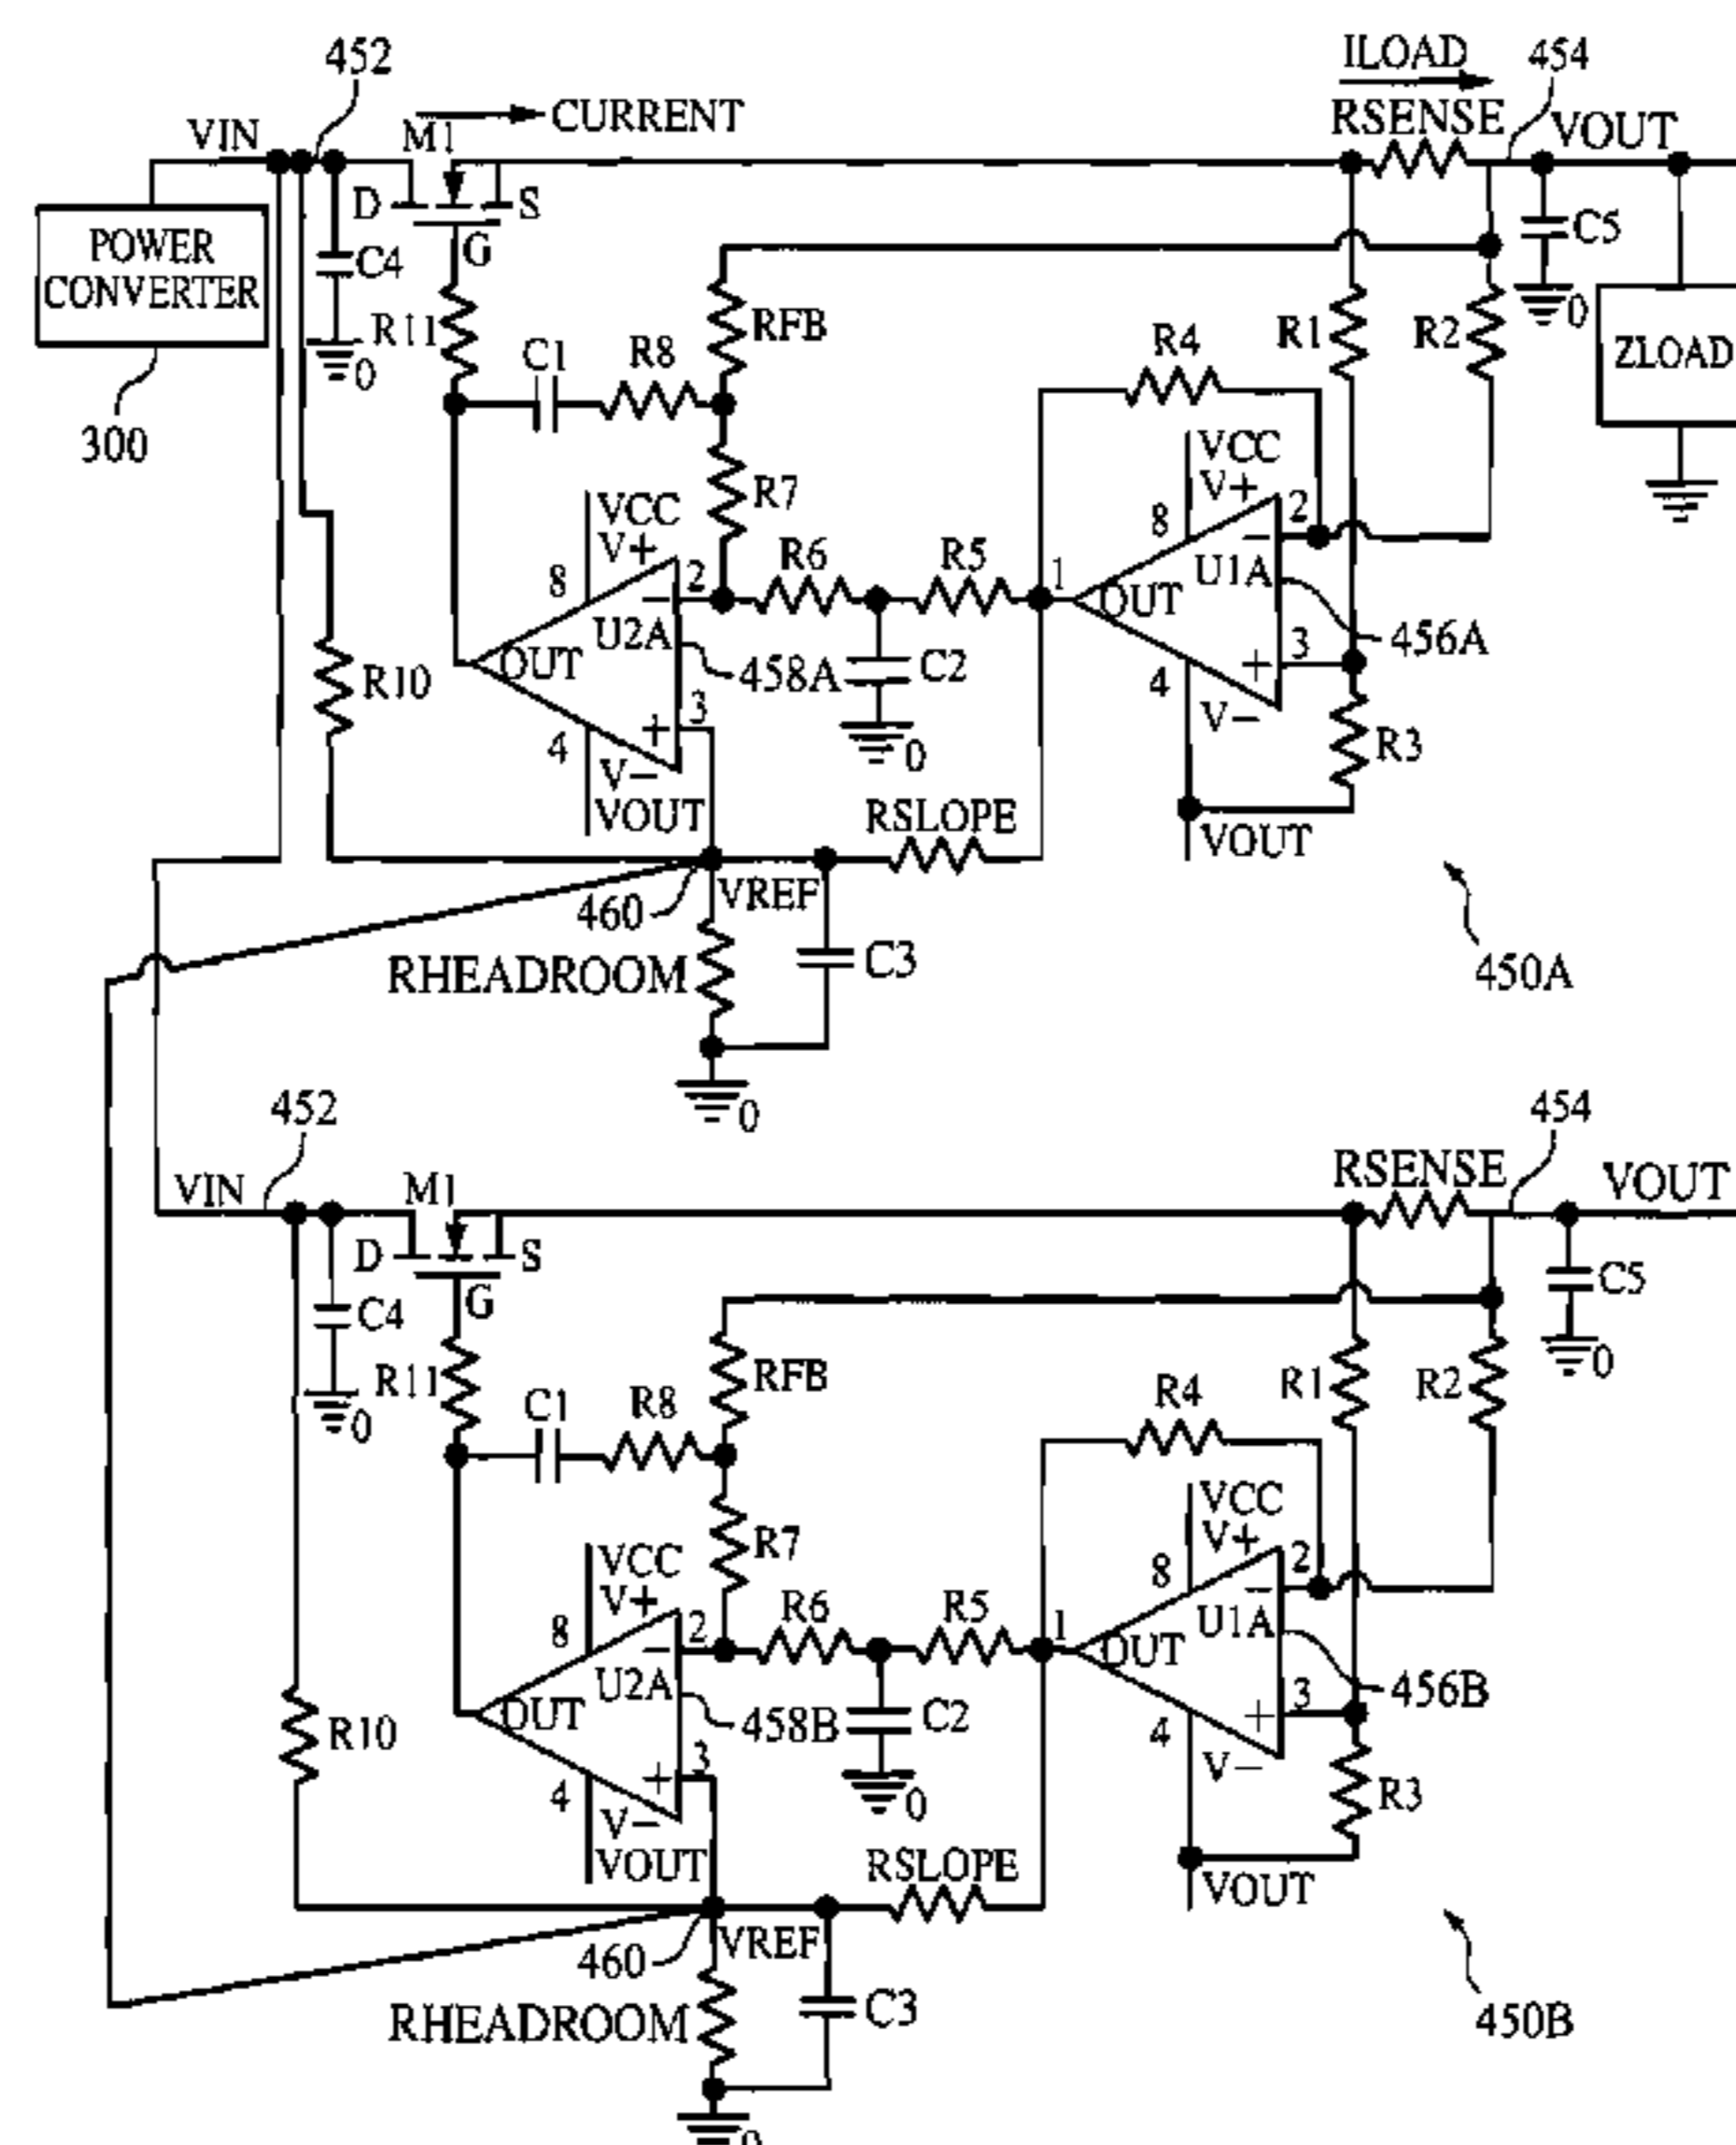 452
ILOAD
454
VIN
M1
CURRENT
RSENSE
VOUT
D
S
G
POWER
CONVERTER
C4
0
300
R11
C1
R8
RFB
R1
R2
C5
0
ZLOAD
R4
VCC
V+
8
2
-
U1A
OUT
1
456A
3
+
4
V-
R3
VOUT
R7
VCC
V+
8
2
-
U2A
OUT
458A
3
+
4
V-
VOUT
R6
R5
C2
0
R10
RSLOPE
VREF
460
RHEADROOM
C3
0
450A
452
454
VIN
M1
RSENSE
VOUT
D
S
G
C4
0
R11
C1
R8
RFB
R1
R2
C5
0
R4
VCC
V+
8
2
-
U1A
OUT
1
456B
3
+
4
V-
R3
VOUT
R7
VCC
V+
8
2
-
U2A
OUT
458B
3
+
4
V-
VOUT
R6
R5
C2
0
R10
RSLOPE
VREF
460
RHEADROOM
C3
0
450B